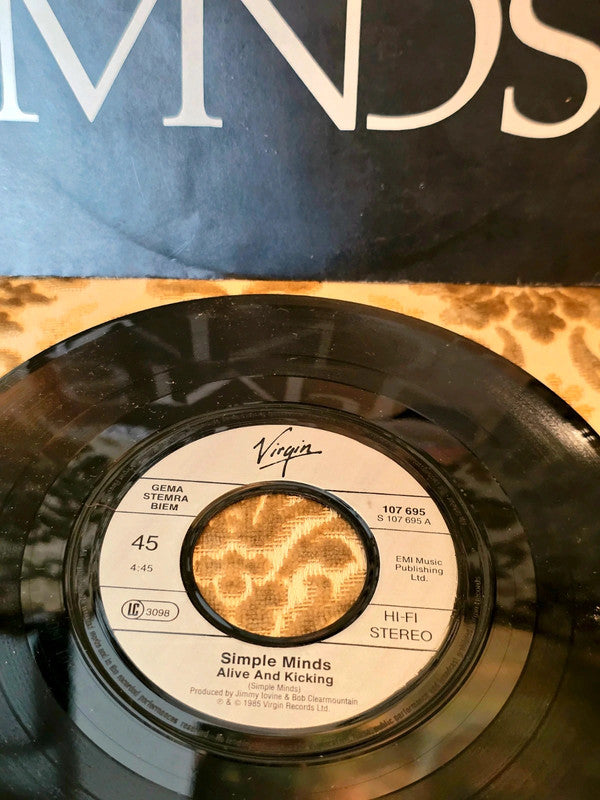 MNDS
Virgin
GEMA
STEMRA
BIEM
107 695
S 107 695 A
45
4:45
EMI Music
Publishing
Ltd.
LC 3098
HI-FI
STEREO
Simple Minds
Alive And Kicking
(Simple Minds)
Produced by Jimmy Iovine & Bob Clearmountain
℗ & © 1985 Virgin Records Ltd.